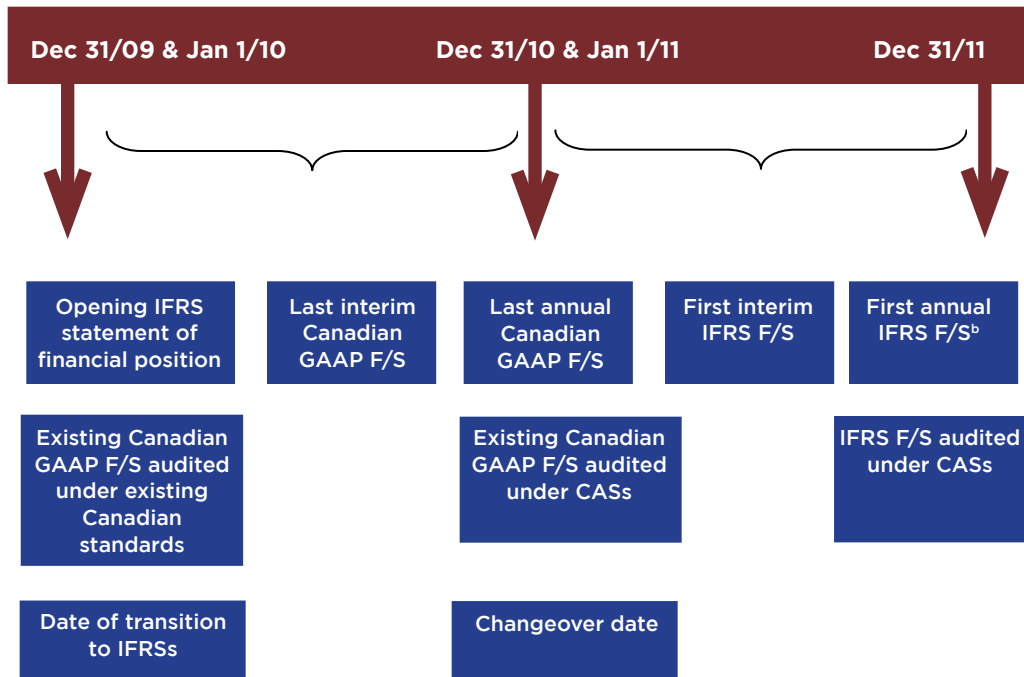 Dec 31/09 & Jan 1/10
Dec 31/10 & Jan 1/11
Dec 31/11
Opening IFRS
statement of
financial position
Last interim
Canadian
GAAP F/S
Last annual
Canadian
GAAP F/S
First interim
IFRS F/S
First annual
IFRS F/Sᵇ
Existing Canadian
GAAP F/S audited
under existing
Canadian
standards
Existing Canadian
GAAP F/S audited
under CASs
IFRS F/S audited
under CASs
Date of transition
to IFRSs
Changeover date